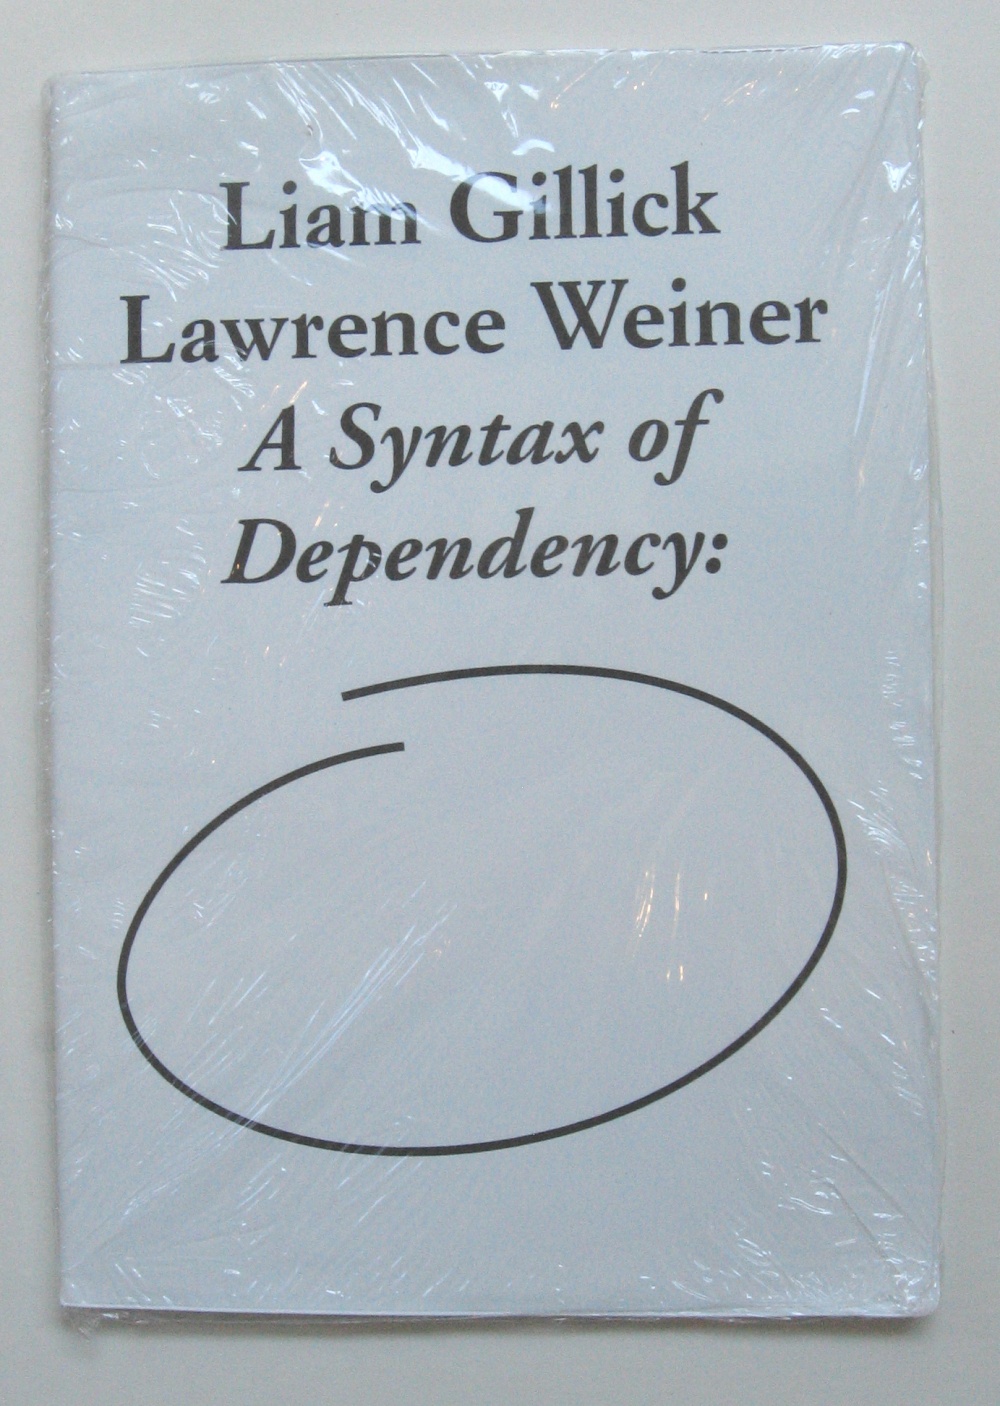 Liam Gillick
Lawrence Weiner
A Syntax of
Dependency: